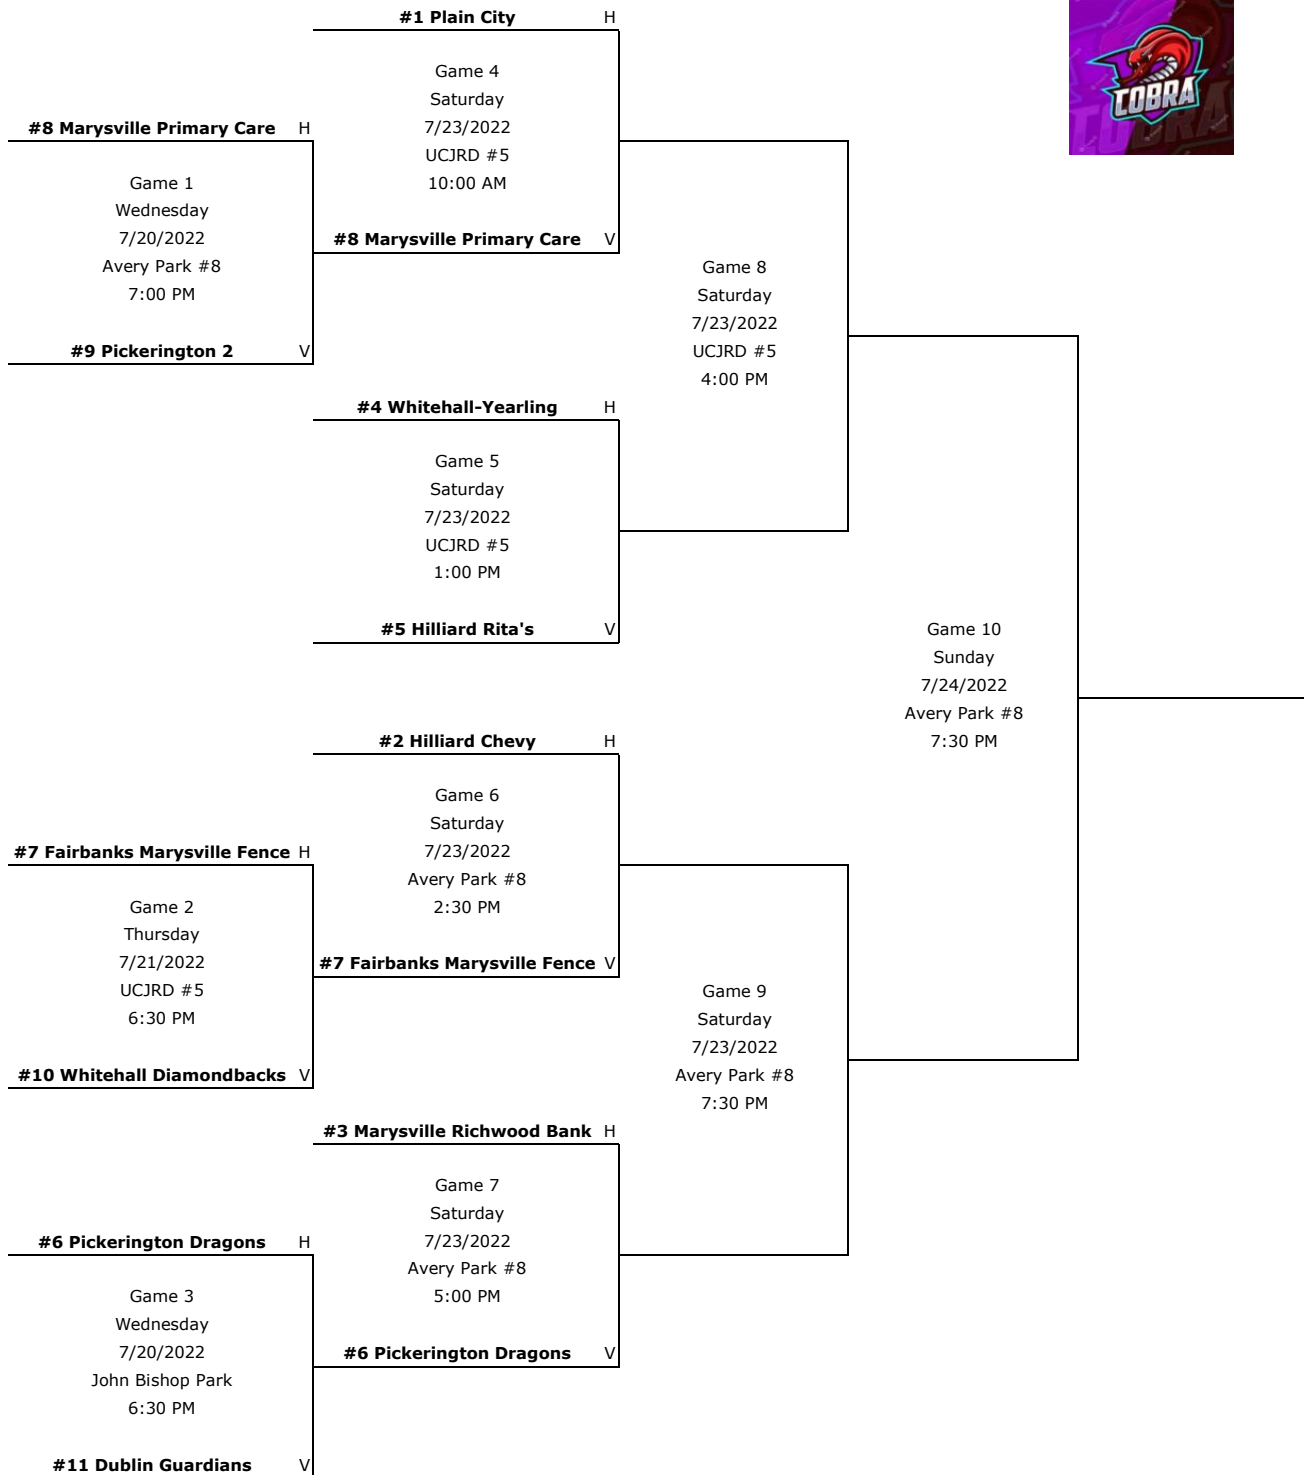 #1 Plain City H
Game 4
Saturday
7/23/2022
UCJRD #5
10:00 AM
#8 Marysville Primary Care V
COBRA
#8 Marysville Primary Care H
Game 1
Wednesday
7/20/2022
Avery Park #8
7:00 PM
#9 Pickerington 2 V
Game 8
Saturday
7/23/2022
UCJRD #5
4:00 PM
#4 Whitehall-Yearling H
Game 5
Saturday
7/23/2022
UCJRD #5
1:00 PM
#5 Hilliard Rita's V
Game 10
Sunday
7/24/2022
Avery Park #8
7:30 PM
#2 Hilliard Chevy H
Game 6
Saturday
7/23/2022
Avery Park #8
2:30 PM
#7 Fairbanks Marysville Fence V
#7 Fairbanks Marysville Fence H
Game 2
Thursday
7/21/2022
UCJRD #5
6:30 PM
#10 Whitehall Diamondbacks V
Game 9
Saturday
7/23/2022
Avery Park #8
7:30 PM
#3 Marysville Richwood Bank H
Game 7
Saturday
7/23/2022
Avery Park #8
5:00 PM
#6 Pickerington Dragons V
#6 Pickerington Dragons H
Game 3
Wednesday
7/20/2022
John Bishop Park
6:30 PM
#11 Dublin Guardians V